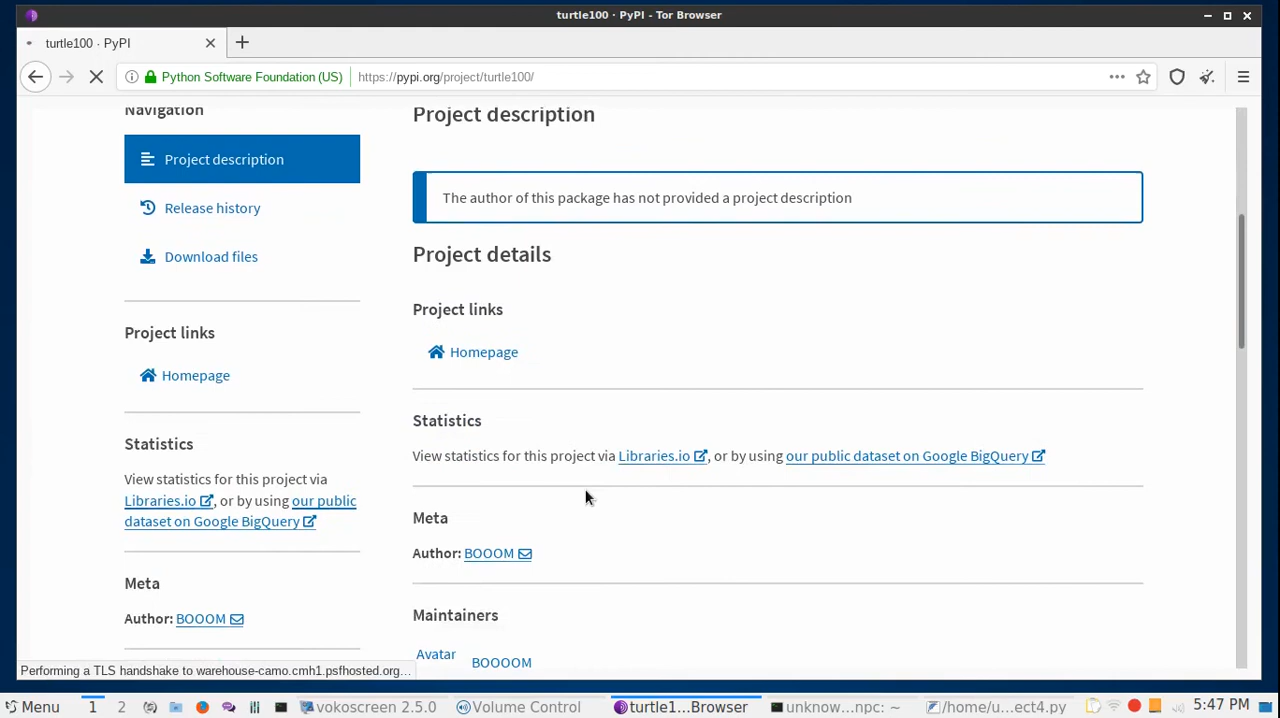 turtle100 · PyPI - Tor Browser
turtle100 · PyPI
Python Software Foundation (US)
https://pypi.org/project/turtle100/
Navigation
Project description
Release history
Download files
Project links
Homepage
Statistics
View statistics for this project via
Libraries.io, or by using our public
dataset on Google BigQuery
Meta
Author: BOOOM
Project description
The author of this package has not provided a project description
Project details
Project links
Homepage
Statistics
View statistics for this project via Libraries.io, or by using our public dataset on Google BigQuery
Meta
Author: BOOOM
Maintainers
Avatar
BOOOOM
Performing a TLS handshake to warehouse-camo.cmh1.psfhosted.org…
Menu 1 2 vokoscreen 2.5.0 Volume Control turtle1...Browser unknow...npc: ~ /home/u...ect4.py 5:47 PM